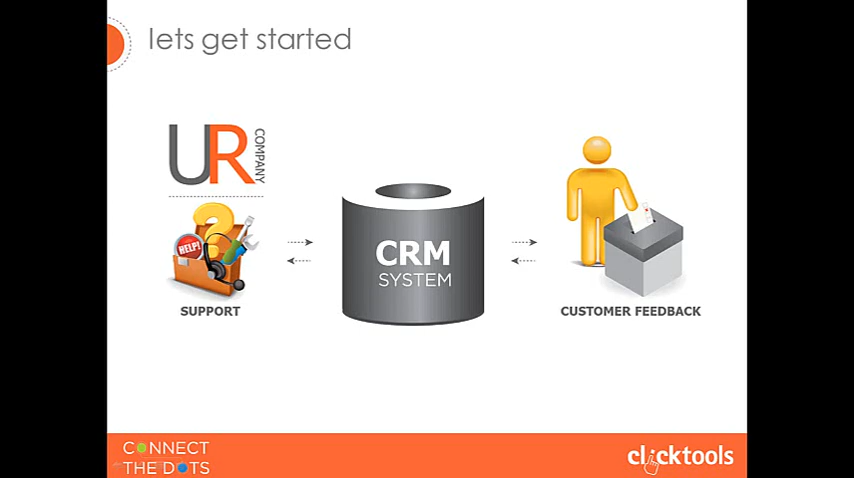 lets get started
UR
COMPANY
HELP!
CRM
SYSTEM
SUPPORT
CUSTOMER FEEDBACK
CONNECT
THE DOTS
clicktools